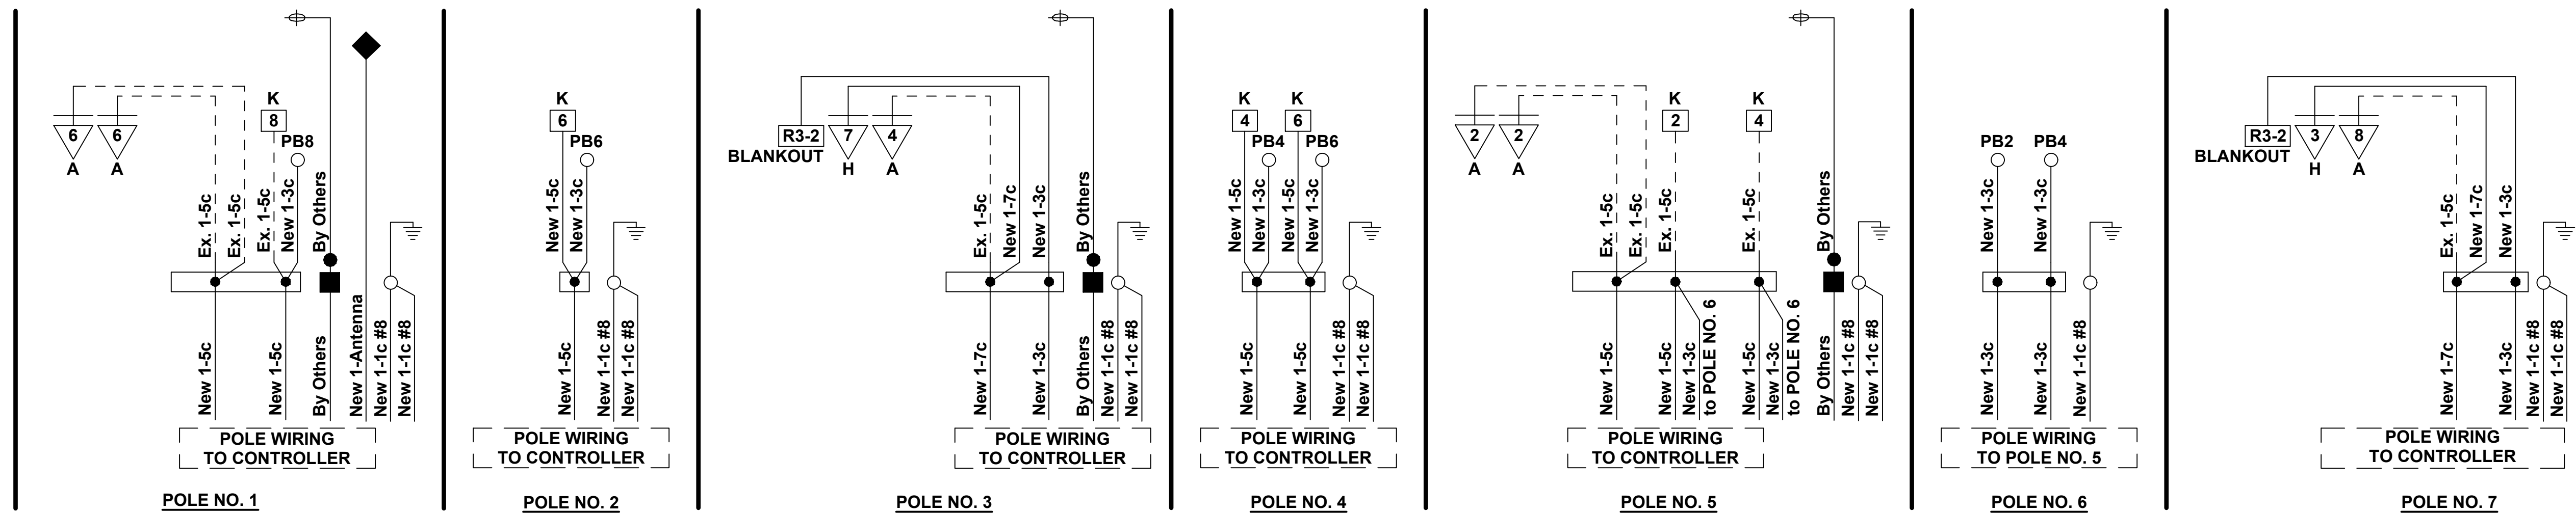 K
8
PB8
6
6
A
A
Ex. 1-5c
Ex. 1-5c
Ex. 1-5c
New 1-3c
By Others
New 1-5c
New 1-5c
By Others
New 1-Antenna
New 1-1c #8
New 1-1c #8
POLE WIRING
TO CONTROLLER
POLE NO. 1
K
6
PB6
New 1-5c
New 1-3c
New 1-5c
New 1-1c #8
New 1-1c #8
POLE WIRING
TO CONTROLLER
POLE NO. 2
R3-2
7
4
BLANKOUT
H
A
Ex. 1-5c
New 1-7c
New 1-3c
By Others
New 1-7c
New 1-3c
By Others
New 1-1c #8
New 1-1c #8
POLE WIRING
TO CONTROLLER
POLE NO. 3
K
K
4
6
PB4
PB6
New 1-5c
New 1-3c
New 1-5c
New 1-3c
New 1-5c
New 1-5c
New 1-1c #8
New 1-1c #8
POLE WIRING
TO CONTROLLER
POLE NO. 4
K
K
2
4
2
2
A
A
Ex. 1-5c
Ex. 1-5c
Ex. 1-5c
Ex. 1-5c
By Others
New 1-5c
New 1-5c
New 1-3c
to POLE NO. 6
New 1-5c
New 1-3c
to POLE NO. 6
By Others
New 1-1c #8
New 1-1c #8
POLE WIRING
TO CONTROLLER
POLE NO. 5
PB2
PB4
New 1-3c
New 1-3c
New 1-3c
New 1-3c
New 1-1c #8
POLE WIRING
TO POLE NO. 5
POLE NO. 6
R3-2
3
8
BLANKOUT
H
A
Ex. 1-5c
New 1-7c
New 1-3c
New 1-7c
New 1-3c
New 1-1c #8
New 1-1c #8
POLE WIRING
TO CONTROLLER
POLE NO. 7